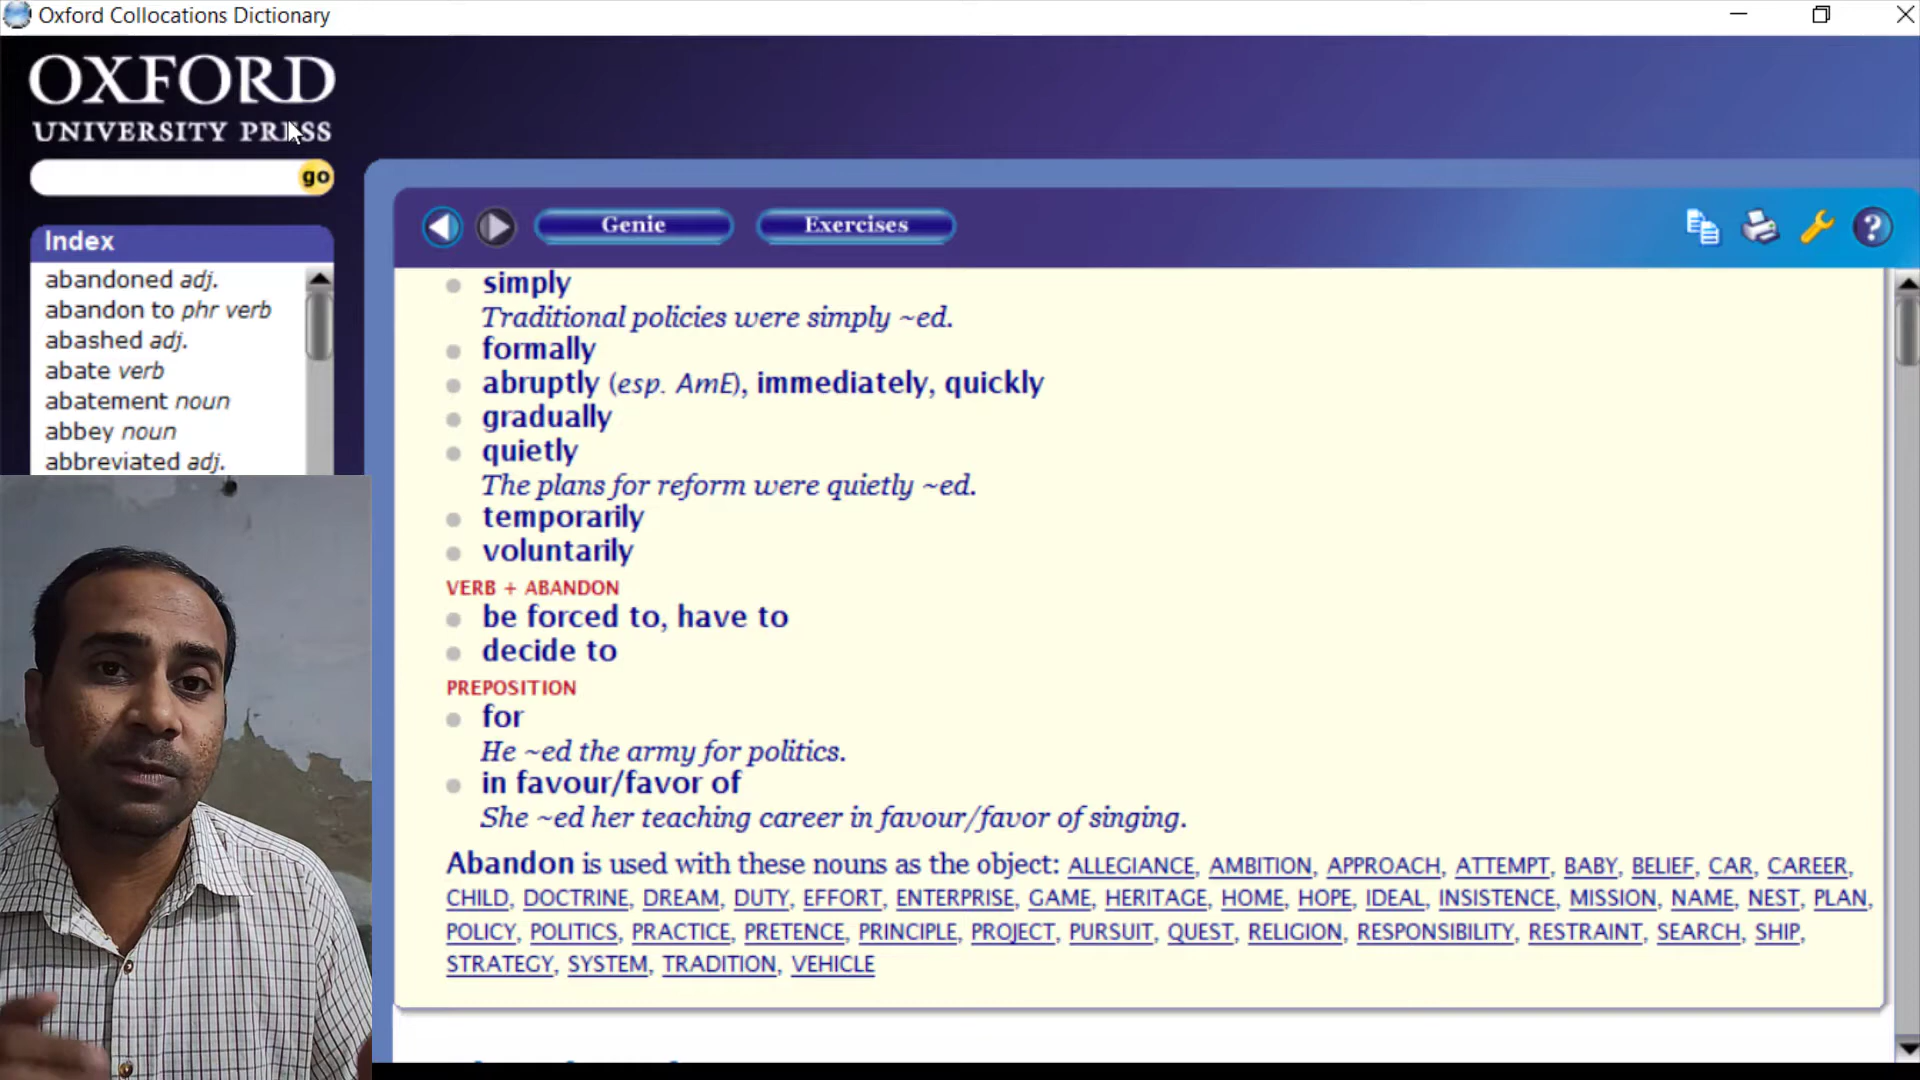 Oxford Collocations Dictionary
OXFORD
UNIVERSITY PRESS
go
Index
abandoned adj.
abandon to phr verb
abashed adj.
abate verb
abatement noun
abbey noun
abbreviated adj.
Genie
Exercises
?
simply
Traditional policies were simply ~ed.
formally
abruptly (esp. AmE), immediately, quickly
gradually
quietly
The plans for reform were quietly ~ed.
temporarily
voluntarily
VERB + ABANDON
be forced to, have to
decide to
PREPOSITION
for
He ~ed the army for politics.
in favour/favor of
She ~ed her teaching career in favour/favor of singing.
Abandon is used with these nouns as the object: ALLEGIANCE, AMBITION, APPROACH, ATTEMPT, BABY, BELIEF, CAR, CAREER,
CHILD, DOCTRINE, DREAM, DUTY, EFFORT, ENTERPRISE, GAME, HERITAGE, HOME, HOPE, IDEAL, INSISTENCE, MISSION, NAME, NEST, PLAN,
POLICY, POLITICS, PRACTICE, PRETENCE, PRINCIPLE, PROJECT, PURSUIT, QUEST, RELIGION, RESPONSIBILITY, RESTRAINT, SEARCH, SHIP,
STRATEGY, SYSTEM, TRADITION, VEHICLE